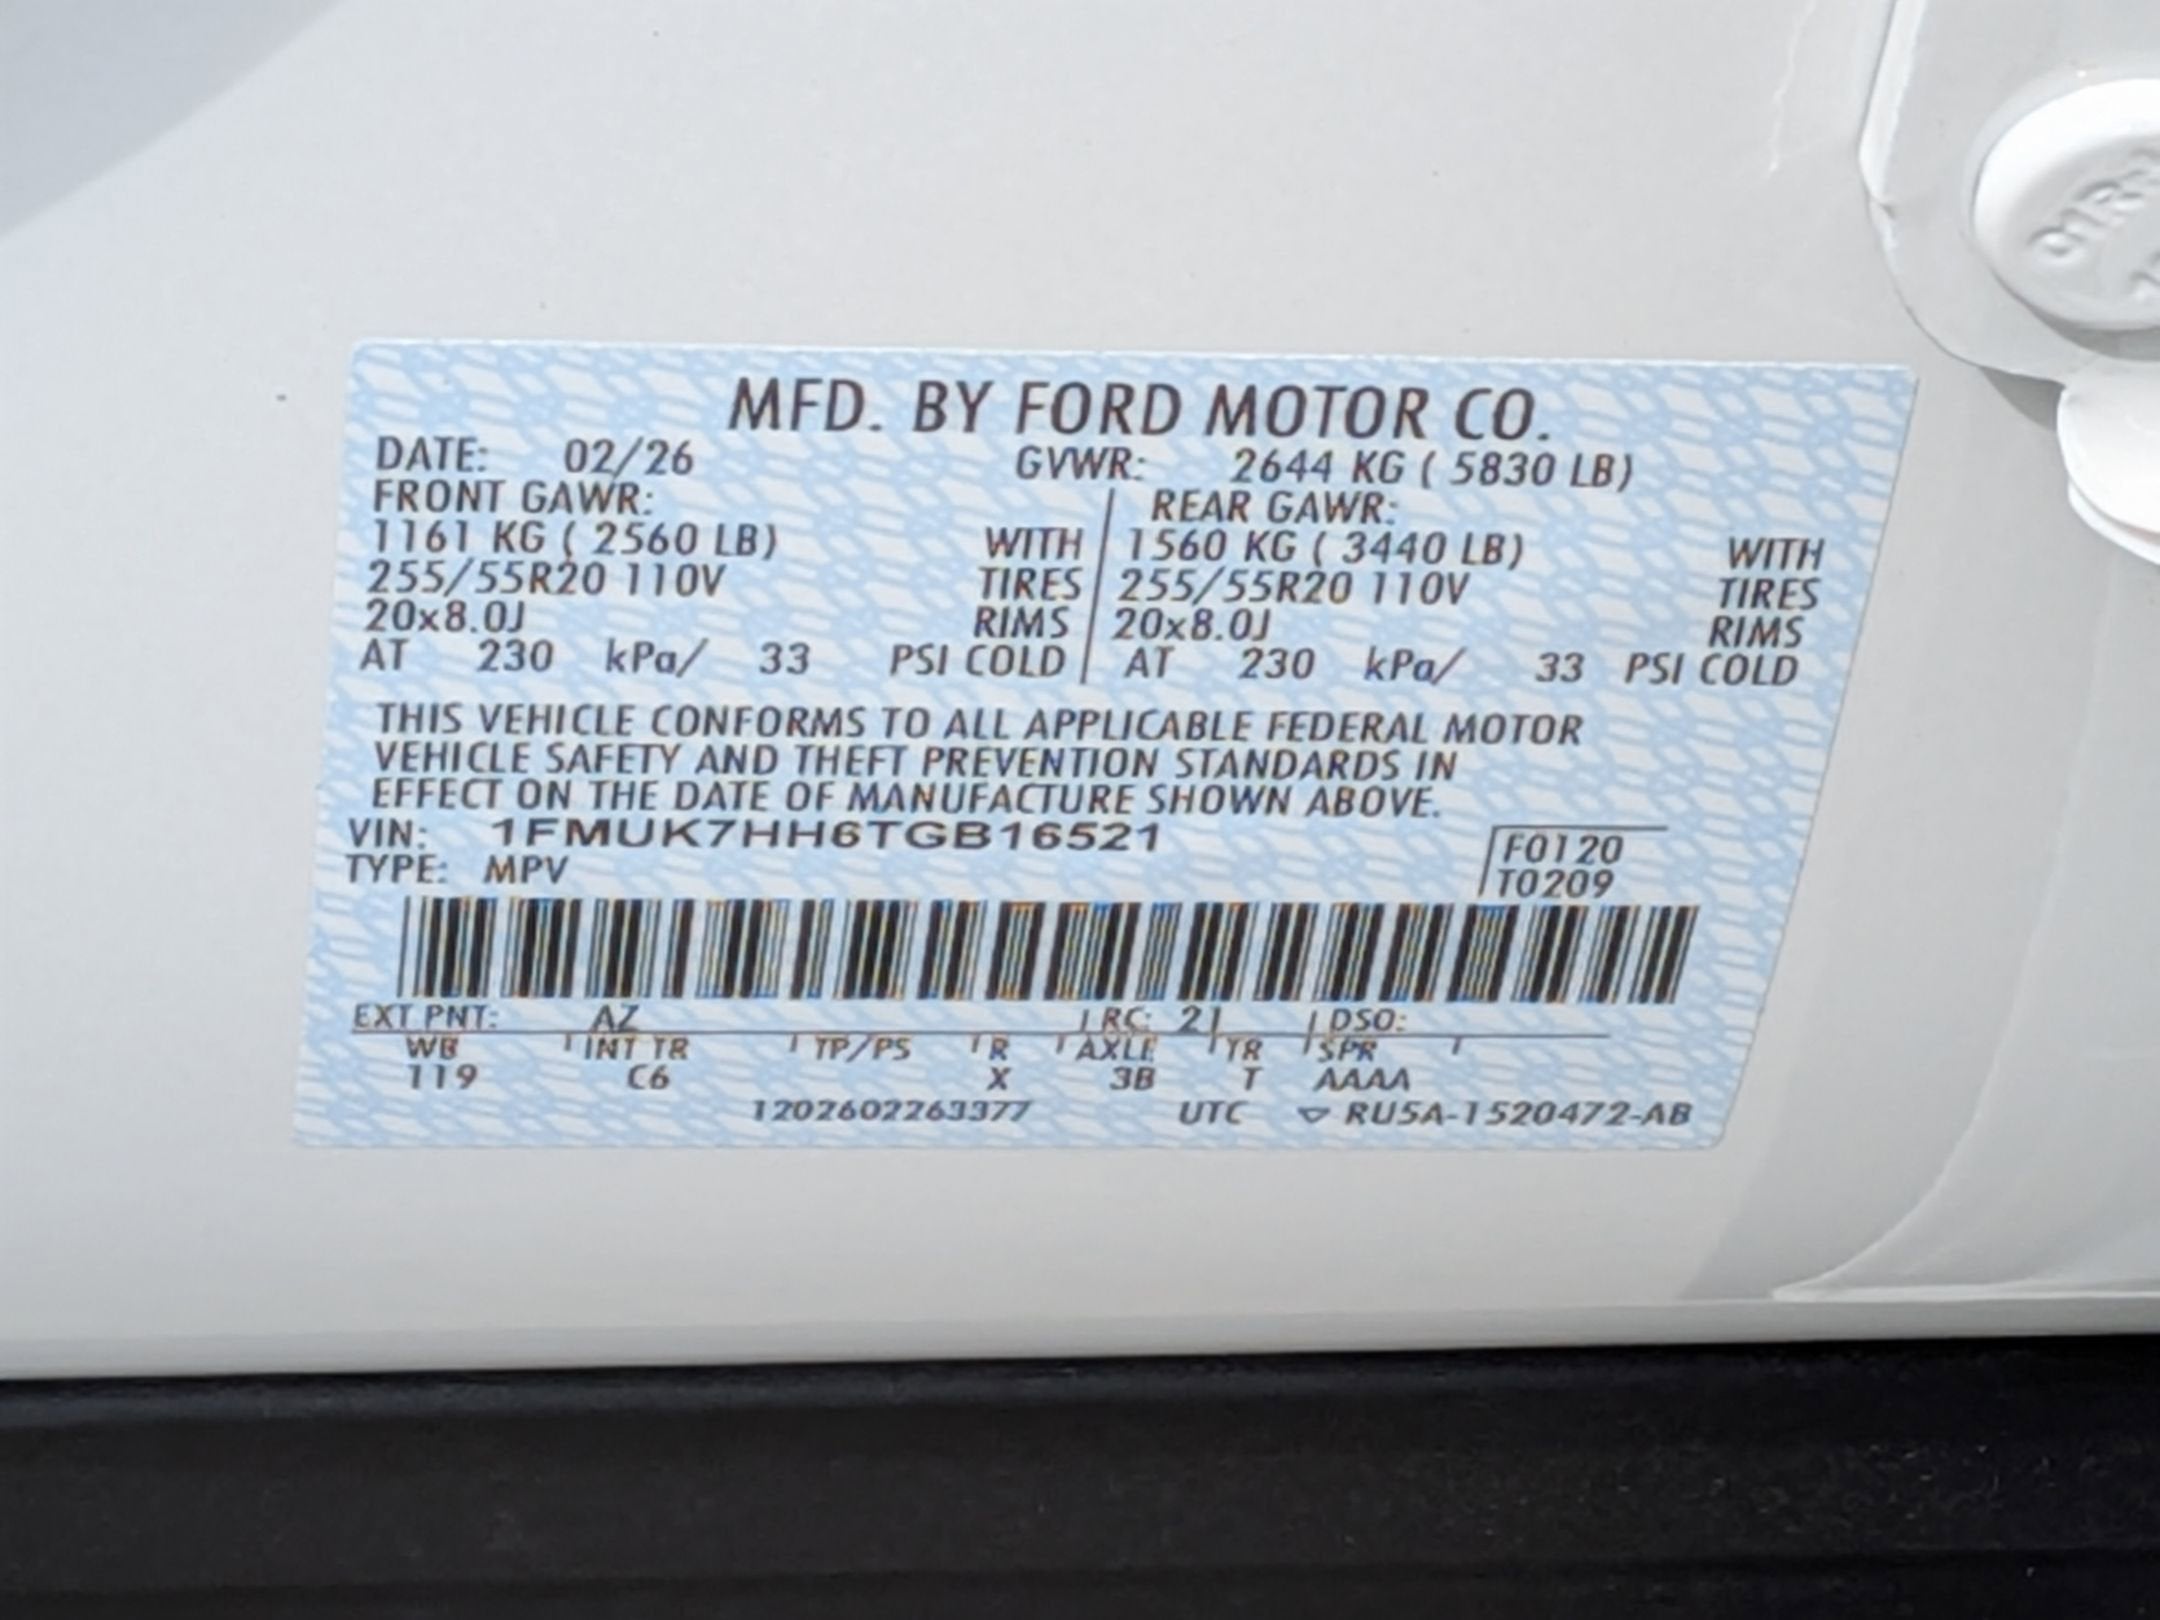 MFD. BY FORD MOTOR CO.
DATE: 02/26 GVWR: 2644 KG ( 5830 LB)
FRONT GAWR: REAR GAWR:
1161 KG ( 2560 LB) WITH 1560 KG ( 3440 LB) WITH
255/55R20 110V TIRES 255/55R20 110V TIRES
20x8.0J RIMS 20x8.0J RIMS
AT 230 kPa/ 33 PSI COLD AT 230 kPa/ 33 PSI COLD
THIS VEHICLE CONFORMS TO ALL APPLICABLE FEDERAL MOTOR
VEHICLE SAFETY AND THEFT PREVENTION STANDARDS IN
EFFECT ON THE DATE OF MANUFACTURE SHOWN ABOVE.
VIN: 1FMUK7HH6TGB16521
TYPE: MPV
F0120
T0209
EXT PNT: AZ RC: 21 DSO:
WB INT TR TP/PS R AXLE TR SPR
119 C6 X 3B T AAAA
1202602263377 UTC ▽ RU5A-1520472-AB